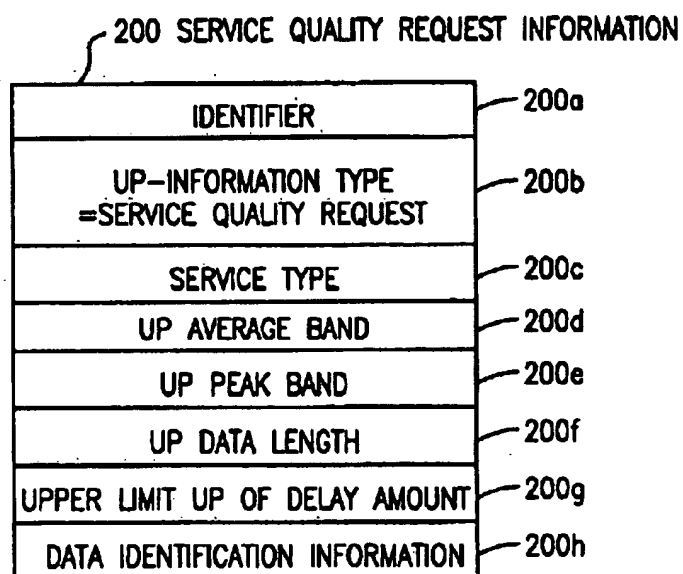 200 SERVICE QUALITY REQUEST INFORMATION
IDENTIFIER
200a
UP-INFORMATION TYPE
=SERVICE QUALITY REQUEST
200b
SERVICE TYPE
200c
UP AVERAGE BAND
200d
UP PEAK BAND
200e
UP DATA LENGTH
200f
UPPER LIMIT UP OF DELAY AMOUNT
200g
DATA IDENTIFICATION INFORMATION
200h